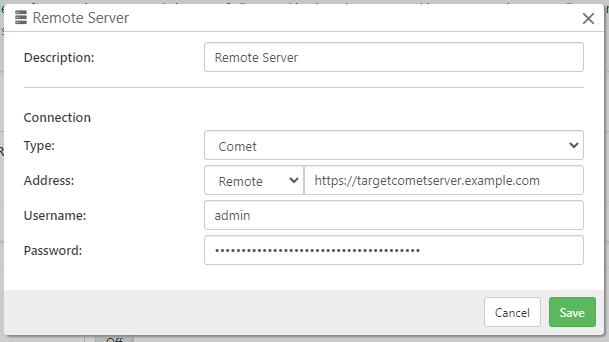 Remote Server
Description:
Remote Server
Connection
Type:
Comet
Address:
Remote
https://targetcometserver.example.com
Username:
admin
Password:
••••••••••••••••••••••••••••••••••••••••
Cancel
Save
Off